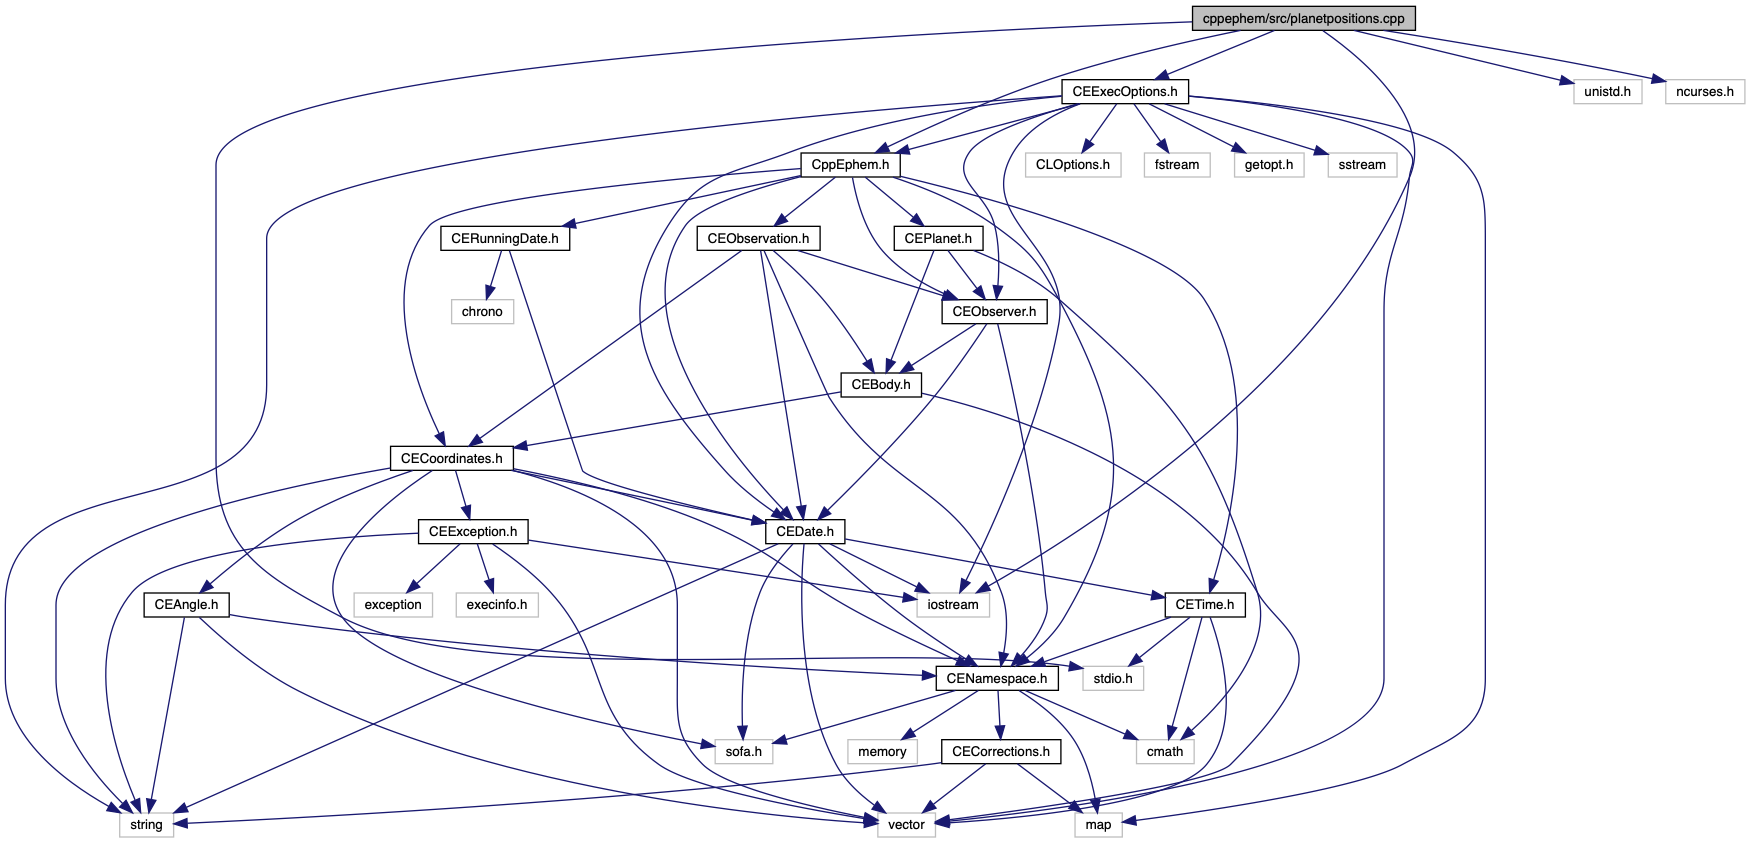 cppephem/src/planetpositions.cpp
CEExecOptions.h
unistd.h
ncurses.h
CppEphem.h
CLOptions.h
fstream
getopt.h
sstream
CERunningDate.h
CEObservation.h
CEPlanet.h
chrono
CEObserver.h
CEBody.h
CECoordinates.h
CEException.h
CEDate.h
CEAngle.h
exception
execinfo.h
iostream
CETime.h
CENamespace.h
stdio.h
sofa.h
memory
CECorrections.h
cmath
string
vector
map